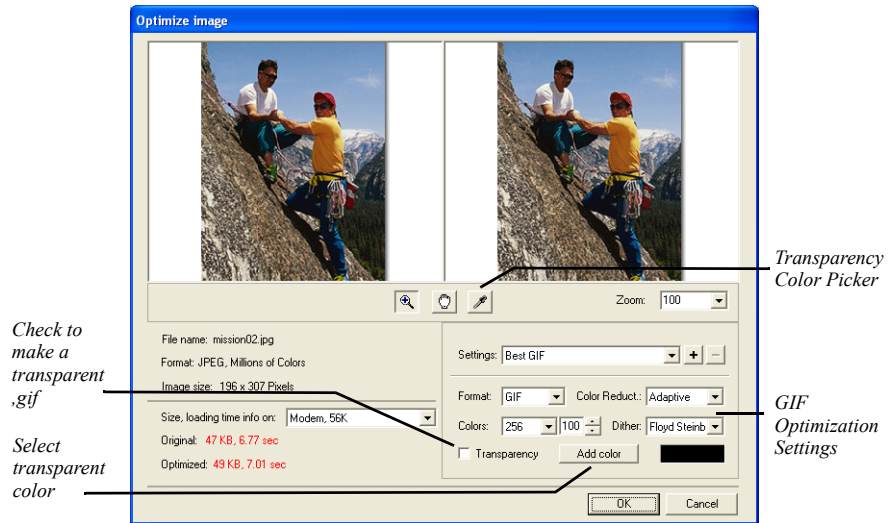 Optimize image
Transparency
Color Picker
Zoom: 100
Check to
make a
transparent
,gif
File name: mission02.jpg
Format: JPEG, Millions of Colors
Image size: 196 x 307 Pixels
Settings: Best GIF
Format: GIF Color Reduct.: Adaptive
Colors: 256 100 Dither: Floyd Steinb
Transparency Add color
GIF
Optimization
Settings
Size, loading time info on: Modem, 56K
Original: 47 KB, 6.77 sec
Optimized: 49 KB, 7.01 sec
Select
transparent
color
OK Cancel